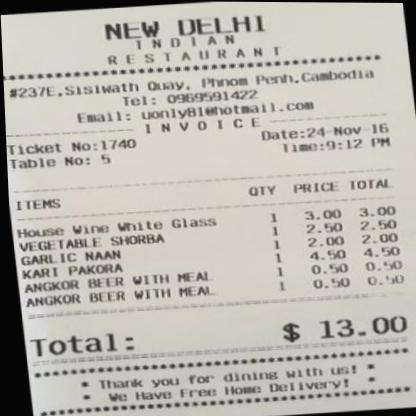 NEW DELHI
INDIAN
RESTAURANT
#237E,Sisiwath Quay, Phnom Penh,Cambodia
Tel: 0969591422
Email: uonly81@hotmail.com
INVOICE
Ticket No:1740 Date:24-Nov-16
Table No: 5 Time:9:12 PM
ITEMS QTY PRICE TOTAL
House Wine White Glass 1 3.00 3.00
VEGETABLE SHORBA 1 2.50 2.50
GARLIC NAAN 1 2.00 2.00
KARI PAKORA 1 4.50 4.50
ANGKOR BEER WITH MEAL 1 0.50 0.50
ANGKOR BEER WITH MEAL 1 0.50 0.50
Total: $ 13.00
* Thank you for dining with us! *
* We Have Free Home Delivery! *